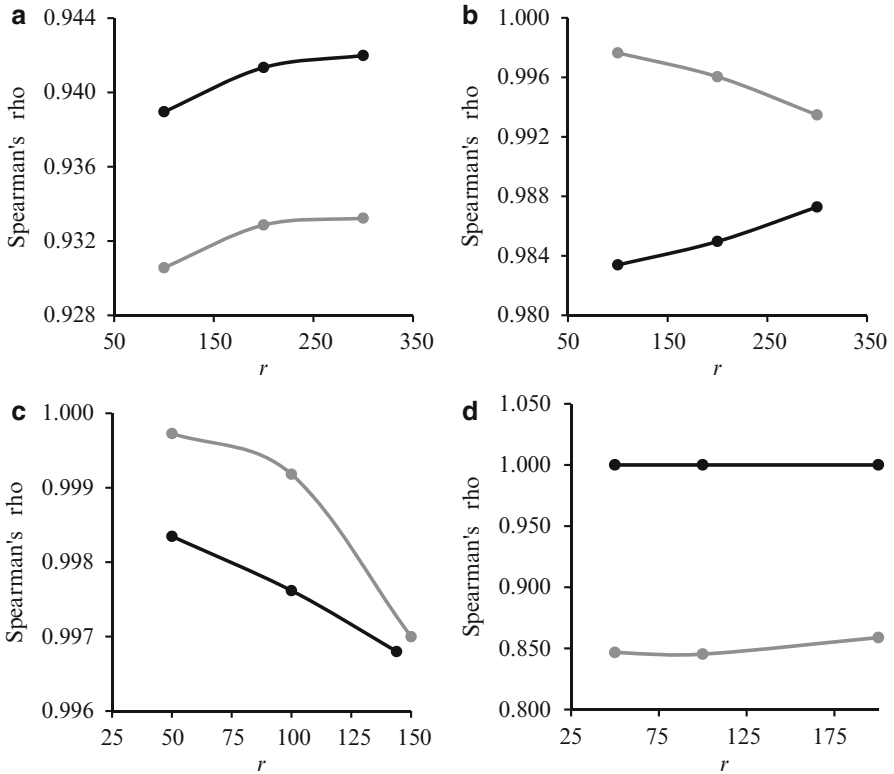 a
0.944
0.940
0.936
0.932
0.928
Spearman's rho
50 150 250 350
r
b
1.000
0.996
0.992
0.988
0.984
0.980
Spearman's rho
50 150 250 350
r
c
1.000
0.999
0.998
0.997
0.996
Spearman's rho
25 50 75 100 125 150
r
d
1.050
1.000
0.950
0.900
0.850
0.800
Spearman's rho
25 75 125 175
r